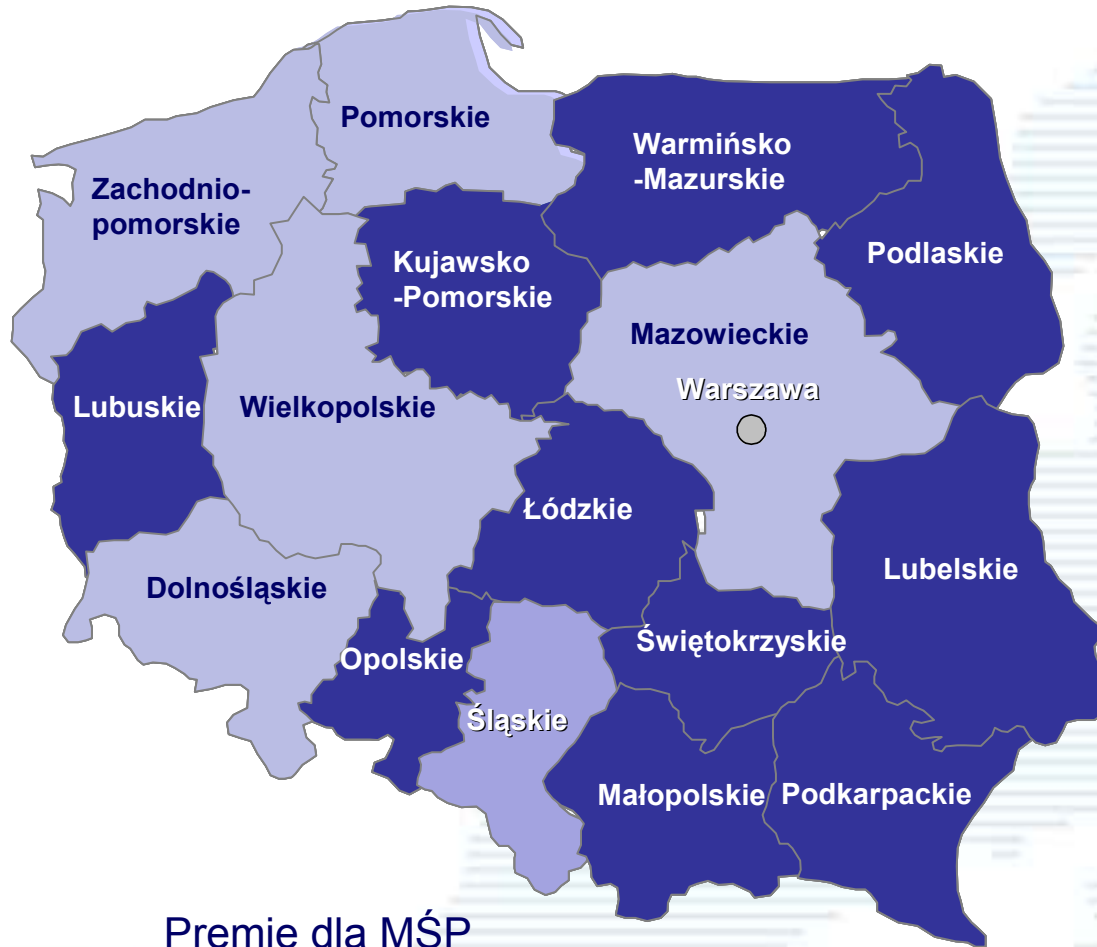 Pomorskie
Warmińsko
-Mazurskie
Zachodnio-
pomorskie
Podlaskie
Kujawsko
-Pomorskie
Mazowieckie
Warszawa
Lubuskie
Wielkopolskie
Łódzkie
Lubelskie
Dolnośląskie
Świętokrzyskie
Opolskie
Śląskie
Małopolskie
Podkarpackie
Premie dla MŚP